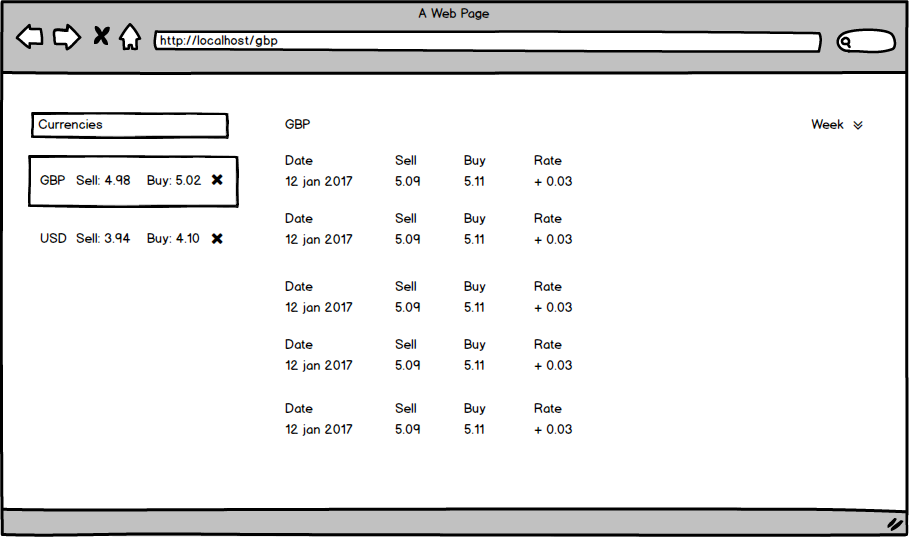 A Web Page
http://localhost/gbp
Currencies
GBP Sell: 4.98 Buy: 5.02
USD Sell: 3.94 Buy: 4.10
GBP Week
Date Sell Buy Rate
12 jan 2017 5.09 5.11 + 0.03
Date Sell Buy Rate
12 jan 2017 5.09 5.11 + 0.03
Date Sell Buy Rate
12 jan 2017 5.09 5.11 + 0.03
Date Sell Buy Rate
12 jan 2017 5.09 5.11 + 0.03
Date Sell Buy Rate
12 jan 2017 5.09 5.11 + 0.03